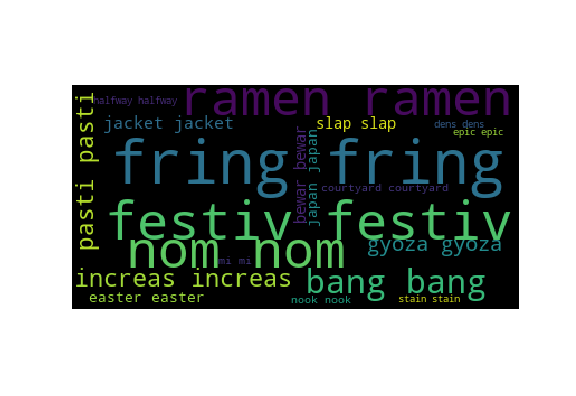 halfway halfway
ramen ramen
jacket jacket
slap slap
dens dens
epic epic
pasti pasti
fring fring
bewar bewar
japan japan
courtyard courtyard
festiv festiv
nom nom
gyoza gyoza
mi mi
increas increas
bang bang
easter easter
nook nook
stain stain